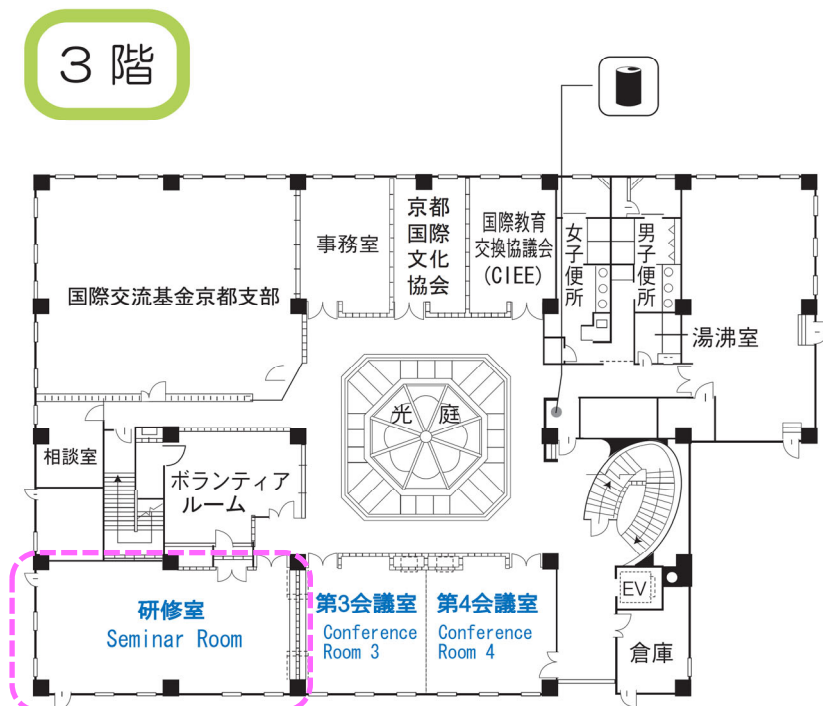 3 階
事務室
京都
国際
文化
協会
国際教育
交換協議会
(CIEE)
女子便所
男子便所
国際交流基金京都支部
湯沸室
光 庭
相談室
ボランティア
ルーム
研修室
Seminar Room
第3会議室
Conference
Room 3
第4会議室
Conference
Room 4
EV
倉庫